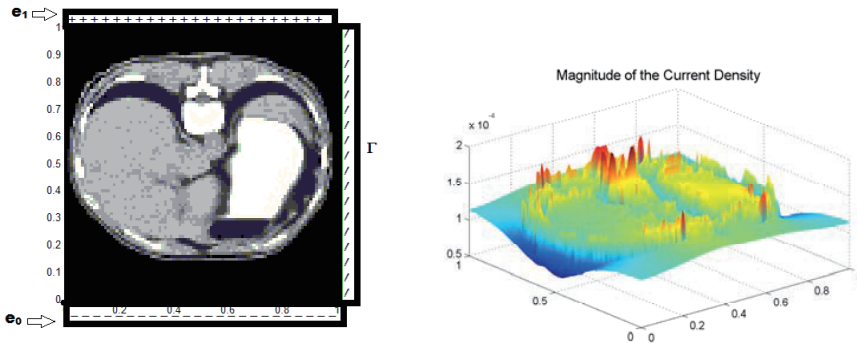 e1
+ + + + + + + + + + + + + + +
1
0.9
0.8
0.7
0.6
0.5
0.4
0.3
0.2
0.1
0
0.2 0.4 0.6 0.8 1
e0
Γ
Magnitude of the Current Density
x 10⁻⁴
2
1.5
1
0.5
1
0.5
0
0 0.2 0.4 0.6 0.8